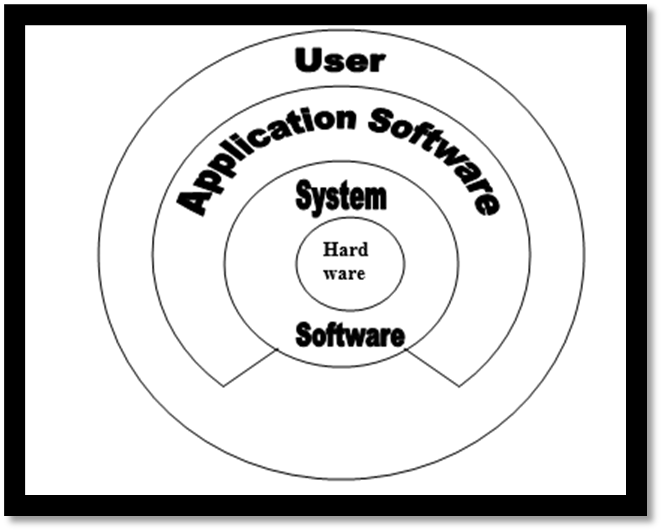 User
Application Software
System
Hard
ware
Software